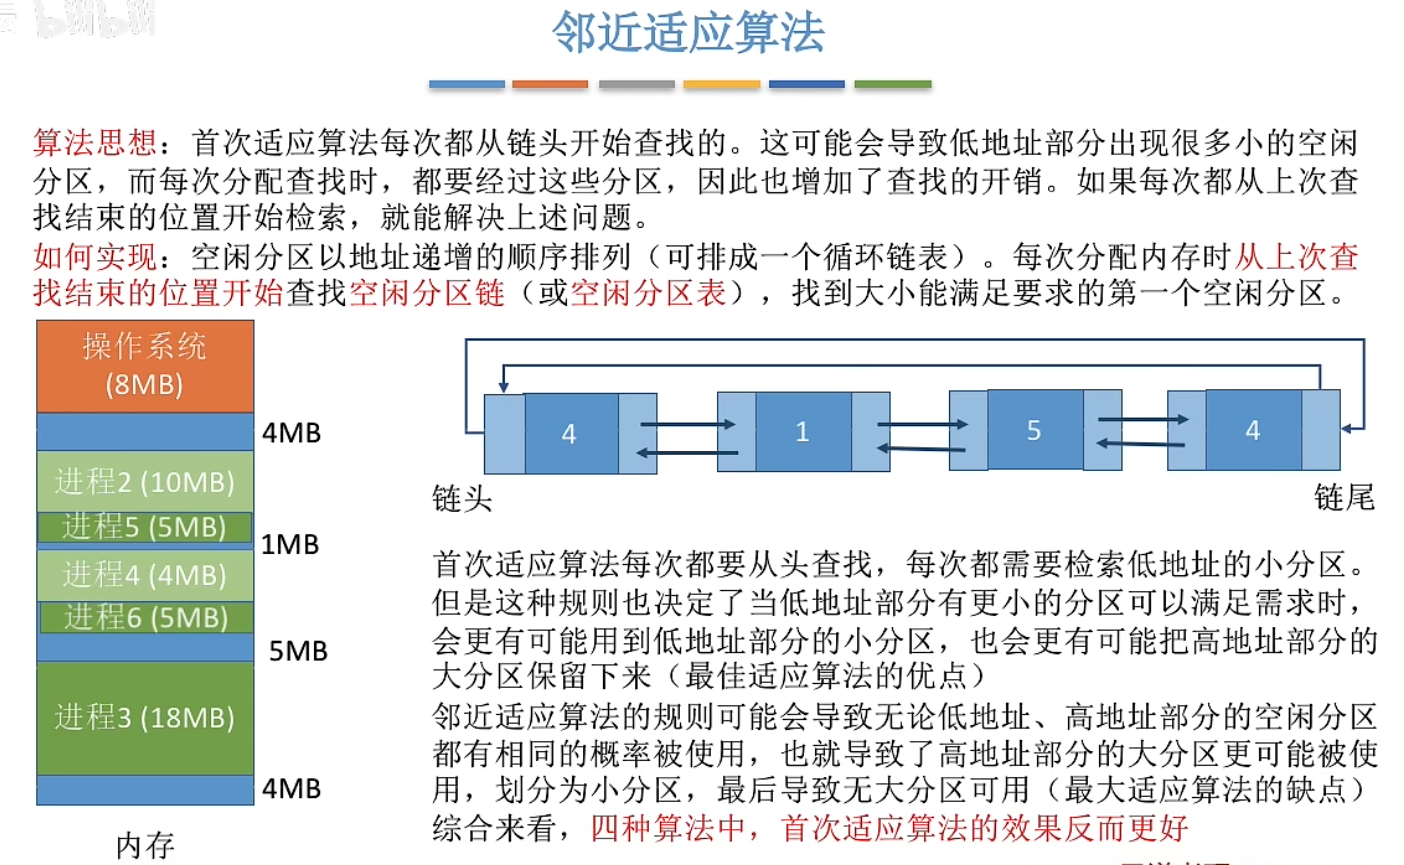 bilibili
邻近适应算法
算法思想：首次适应算法每次都从链头开始查找的。这可能会导致低地址部分出现很多小的空闲
分区，而每次分配查找时，都要经过这些分区，因此也增加了查找的开销。如果每次都从上次查
找结束的位置开始检索，就能解决上述问题。
如何实现：空闲分区以地址递增的顺序排列（可排成一个循环链表）。每次分配内存时从上次查
找结束的位置开始查找空闲分区链（或空闲分区表），找到大小能满足要求的第一个空闲分区。
操作系统
(8MB)
4MB
进程2 (10MB)
进程5 (5MB)
1MB
进程4 (4MB)
进程6 (5MB)
5MB
进程3 (18MB)
4MB
内存
4
1
5
4
链头
链尾
首次适应算法每次都要从头查找，每次都需要检索低地址的小分区。
但是这种规则也决定了当低地址部分有更小的分区可以满足需求时，
会更有可能用到低地址部分的小分区，也会更有可能把高地址部分的
大分区保留下来（最佳适应算法的优点）
邻近适应算法的规则可能会导致无论低地址、高地址部分的空闲分区
都有相同的概率被使用，也就导致了高地址部分的大分区更可能被使
用，划分为小分区，最后导致无大分区可用（最大适应算法的缺点）
综合来看，四种算法中，首次适应算法的效果反而更好